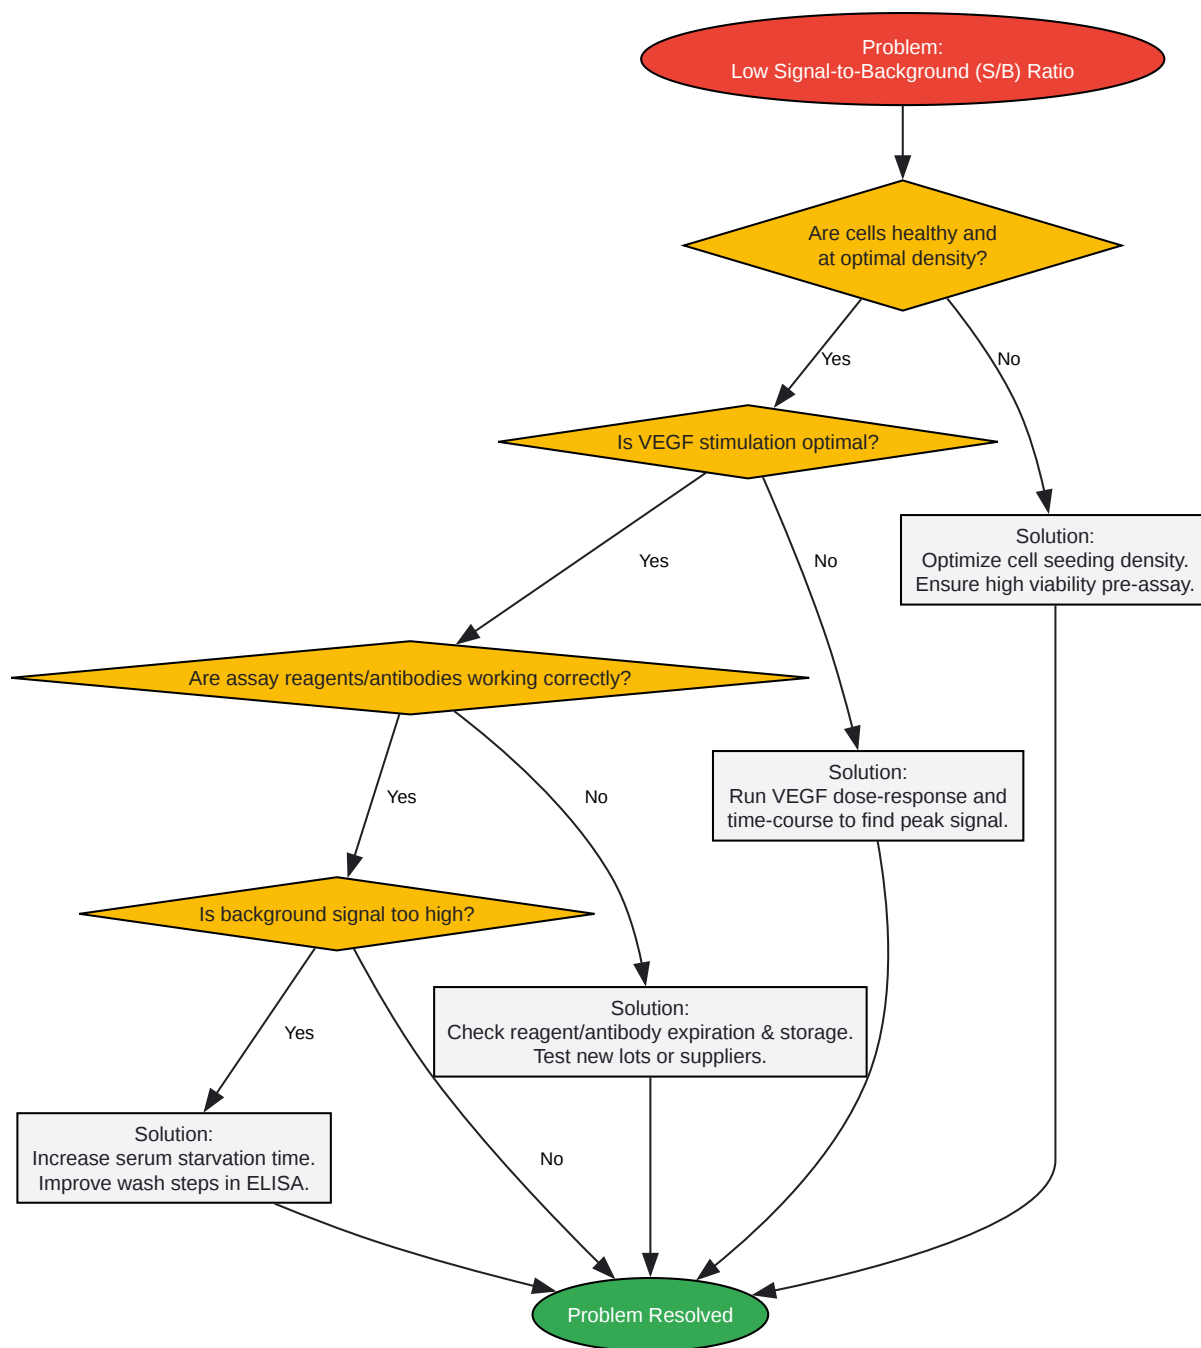 Problem:
Low Signal-to-Background (S/B) Ratio
Are cells healthy and
at optimal density?
Yes
No
Is VEGF stimulation optimal?
Solution:
Optimize cell seeding density.
Ensure high viability pre-assay.
Yes
No
Are assay reagents/antibodies working correctly?
Solution:
Run VEGF dose-response and
time-course to find peak signal.
Yes
No
Is background signal too high?
Solution:
Check reagent/antibody expiration & storage.
Test new lots or suppliers.
Yes
No
Solution:
Increase serum starvation time.
Improve wash steps in ELISA.
Problem Resolved